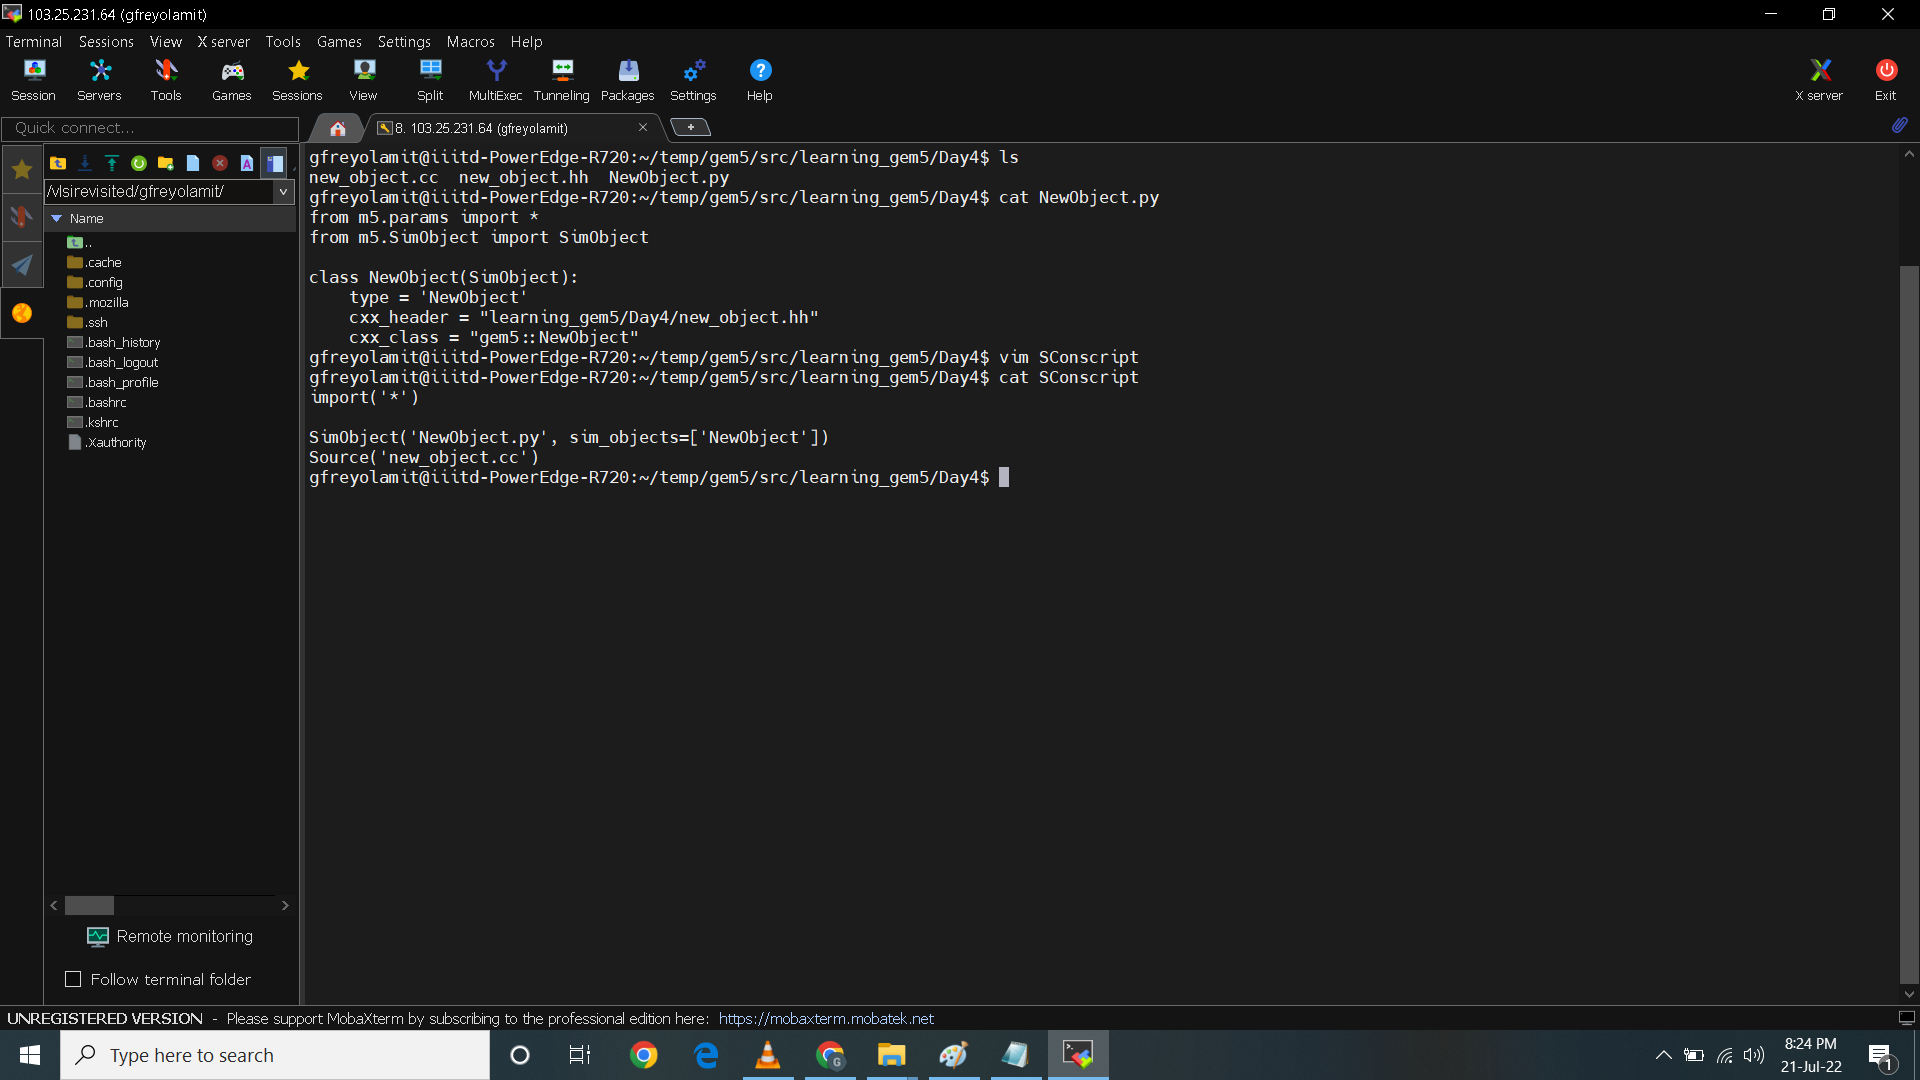 103.25.231.64 (gfreyolamit)
Terminal Sessions View X server Tools Games Settings Macros Help
Session Servers Tools Games Sessions View Split MultiExec Tunneling Packages Settings Help X server Exit
Quick connect...
8. 103.25.231.64 (gfreyolamit)
/vlsirevisited/gfreyolamit/
Name
..
.cache
.config
.mozilla
.ssh
.bash_history
.bash_logout
.bash_profile
.bashrc
.kshrc
.Xauthority
Remote monitoring
Follow terminal folder
gfreyolamit@iiitd-PowerEdge-R720:~/temp/gem5/src/learning_gem5/Day4$ ls
new_object.cc  new_object.hh  NewObject.py
gfreyolamit@iiitd-PowerEdge-R720:~/temp/gem5/src/learning_gem5/Day4$ cat NewObject.py
from m5.params import *
from m5.SimObject import SimObject
class NewObject(SimObject):
    type = 'NewObject'
    cxx_header = "learning_gem5/Day4/new_object.hh"
    cxx_class = "gem5::NewObject"
gfreyolamit@iiitd-PowerEdge-R720:~/temp/gem5/src/learning_gem5/Day4$ vim SConscript
gfreyolamit@iiitd-PowerEdge-R720:~/temp/gem5/src/learning_gem5/Day4$ cat SConscript
import('*')
SimObject('NewObject.py', sim_objects=['NewObject'])
Source('new_object.cc')
gfreyolamit@iiitd-PowerEdge-R720:~/temp/gem5/src/learning_gem5/Day4$
UNREGISTERED VERSION - Please support MobaXterm by subscribing to the professional edition here: https://mobaxterm.mobatek.net
Type here to search
8:24 PM
21-Jul-22
1